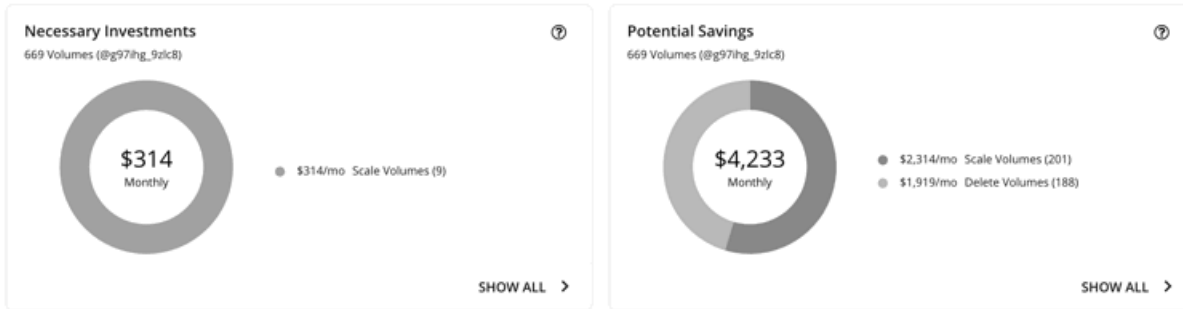 Necessary Investments
669 Volumes (@g97ihg_9zlc8)
$314
Monthly
$314/mo Scale Volumes (9)
SHOW ALL
Potential Savings
669 Volumes (@g97ihg_9zlc8)
$4,233
Monthly
$2,314/mo Scale Volumes (201)
$1,919/mo Delete Volumes (188)
SHOW ALL